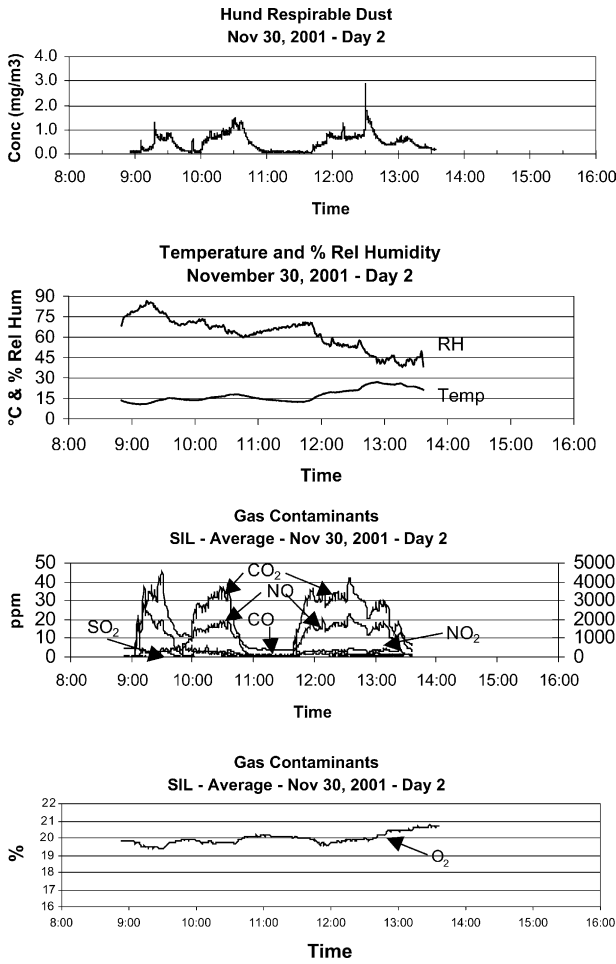 Hund Respirable Dust
Nov 30, 2001 - Day 2
Conc (mg/m3)
4.0
3.0
2.0
1.0
0.0
8:00 9:00 10:00 11:00 12:00 13:00 14:00 15:00 16:00
Time
Temperature and % Rel Humidity
November 30, 2001 - Day 2
°C & % Rel Hum
90
75
60
45
30
15
0
RH
Temp
8:00 9:00 10:00 11:00 12:00 13:00 14:00 15:00 16:00
Time
Gas Contaminants
SIL - Average - Nov 30, 2001 - Day 2
ppm
50 5000
40 CO2 4000
30 NO 3000
20 SO2 CO NO2 2000
10 1000
0 0
8:00 9:00 10:00 11:00 12:00 13:00 14:00 15:00 16:00
Time
Gas Contaminants
SIL - Average - Nov 30, 2001 - Day 2
%
22
21
20
19
18
17
16
O2
8:00 9:00 10:00 11:00 12:00 13:00 14:00 15:00 16:00
Time